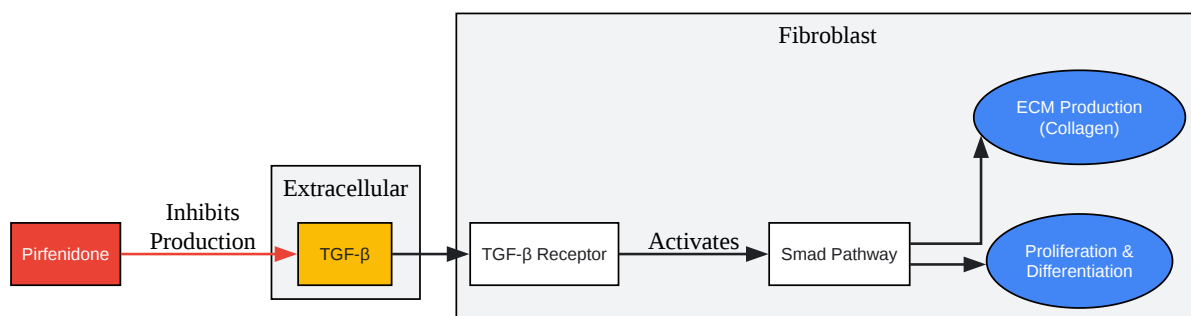 Fibroblast
ECM Production
(Collagen)
Extracellular
Inhibits
Production
Pirfenidone
TGF-β
TGF-β Receptor
Activates
Smad Pathway
Proliferation &
Differentiation